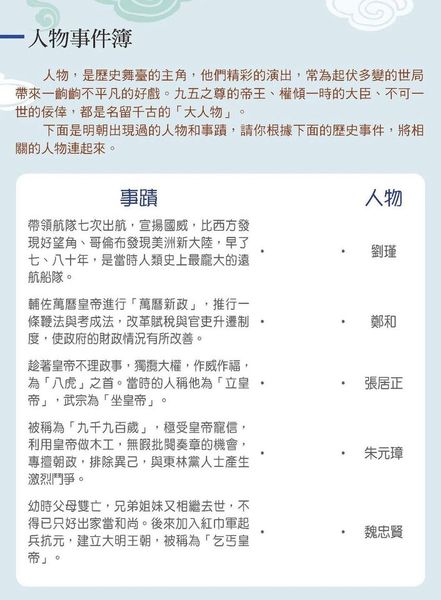 人物事件簿
人物，是歷史舞臺的主角，他們精彩的演出，常為起伏多變的世局
帶來一齣齣不平凡的好戲。九五之尊的帝王、權傾一時的大臣、不可一
世的佞倖，都是名留千古的「大人物」。
下面是明朝出現過的人物和事蹟，請你根據下面的歷史事件，將相
關的人物連起來。
事蹟 人物
帶領航隊七次出航，宣揚國威，比西方發
現好望角、哥倫布發現美洲新大陸，早了
七、八十年，是當時人類史上最龐大的遠
航船隊。
劉瑾
輔佐萬曆皇帝進行「萬曆新政」，推行一
條鞭法與考成法，改革賦稅與官吏升遷制
度，使政府的財政情況有所改善。
鄭和
趁著皇帝不理政事，獨攬大權，作威作福，
為「八虎」之首。當時的人稱他為「立皇
帝」，武宗為「坐皇帝」。
張居正
被稱為「九千九百歲」，極受皇帝寵信，
利用皇帝做木工，無暇批閱奏章的機會，
專擅朝政，排除異己，與東林黨人士產生
激烈鬥爭。
朱元璋
幼時父母雙亡，兄弟姐妹又相繼去世，不
得已只好出家當和尚。後來加入紅巾軍起
兵抗元，建立大明王朝，被稱為「乞丐皇
帝」。
魏忠賢